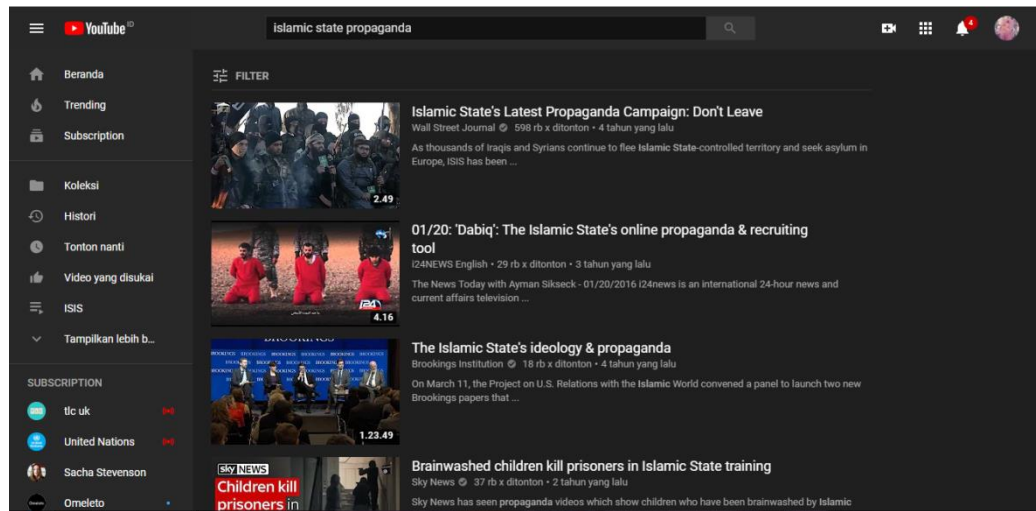 YouTube ID
islamic state propaganda
4
Beranda
Trending
Subscription
Koleksi
Histori
Tonton nanti
Video yang disukai
ISIS
Tampilkan lebih b...
SUBSCRIPTION
tlc uk
United Nations
Sacha Stevenson
Omeleto
FILTER
2.49
Islamic State's Latest Propaganda Campaign: Don't Leave
Wall Street Journal 598 rb x ditonton • 4 tahun yang lalu
As thousands of Iraqis and Syrians continue to flee Islamic State-controlled territory and seek asylum in
Europe, ISIS has been ...
i24
4.16
01/20: 'Dabiq': The Islamic State's online propaganda & recruiting
tool
i24NEWS English • 29 rb x ditonton • 3 tahun yang lalu
The News Today with Ayman Sikseck - 01/20/2016 i24news is an international 24-hour news and
current affairs television ...
BROOKINGS
1.23.49
The Islamic State's ideology & propaganda
Brookings Institution 18 rb x ditonton • 4 tahun yang lalu
On March 11, the Project on U.S. Relations with the Islamic World convened a panel to launch two new
Brookings papers that ...
sky NEWS
Children kill
prisoners in
Brainwashed children kill prisoners in Islamic State training
Sky News 37 rb x ditonton • 2 tahun yang lalu
Sky News has seen propaganda videos which show children who have been brainwashed by Islamic